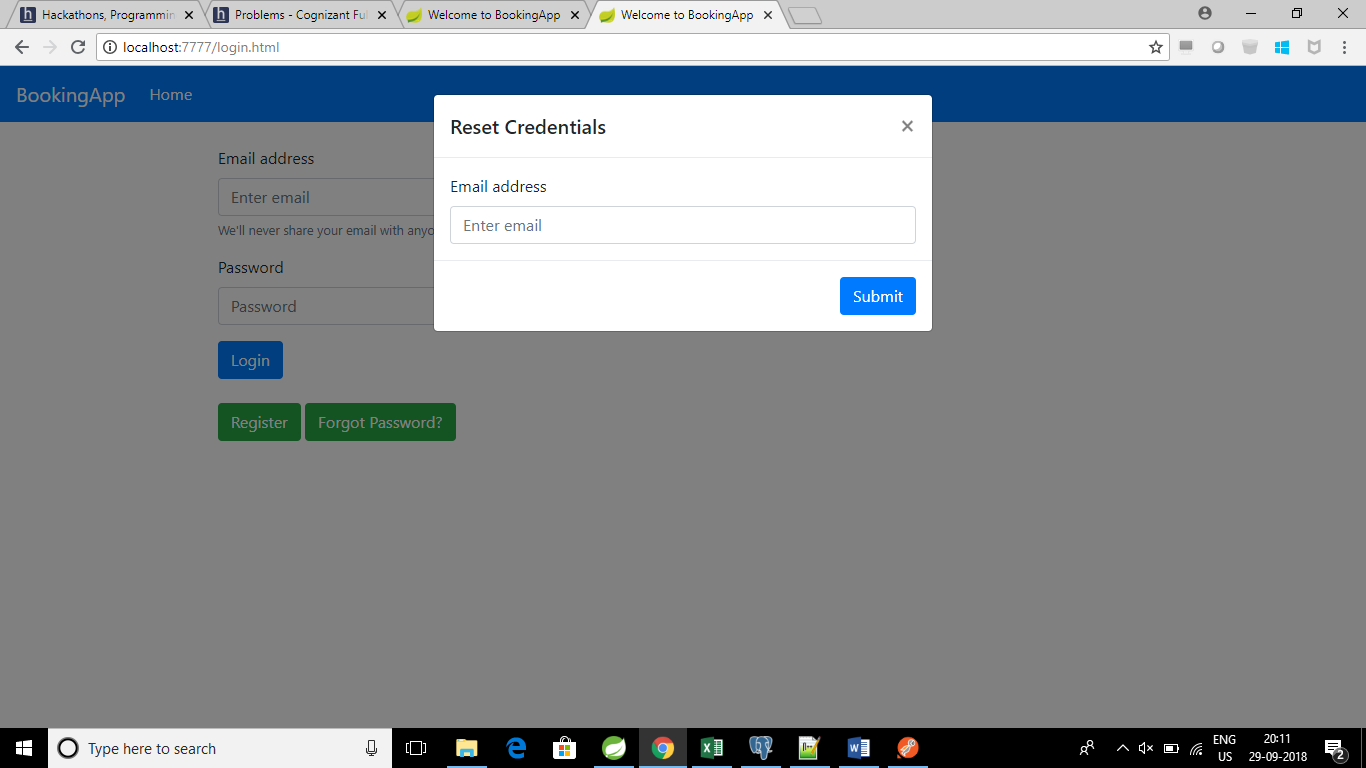 Hackathons, Programmin
Problems - Cognizant Ful
Welcome to BookingApp
Welcome to BookingApp
localhost:7777/login.html
BookingApp Home
Reset Credentials ×
Email address
Enter email
Submit
Email address
Enter email
We'll never share your email with anyo
Password
Password
Login
Register Forgot Password?
Type here to search
ENG
US
20:11
29-09-2018
2